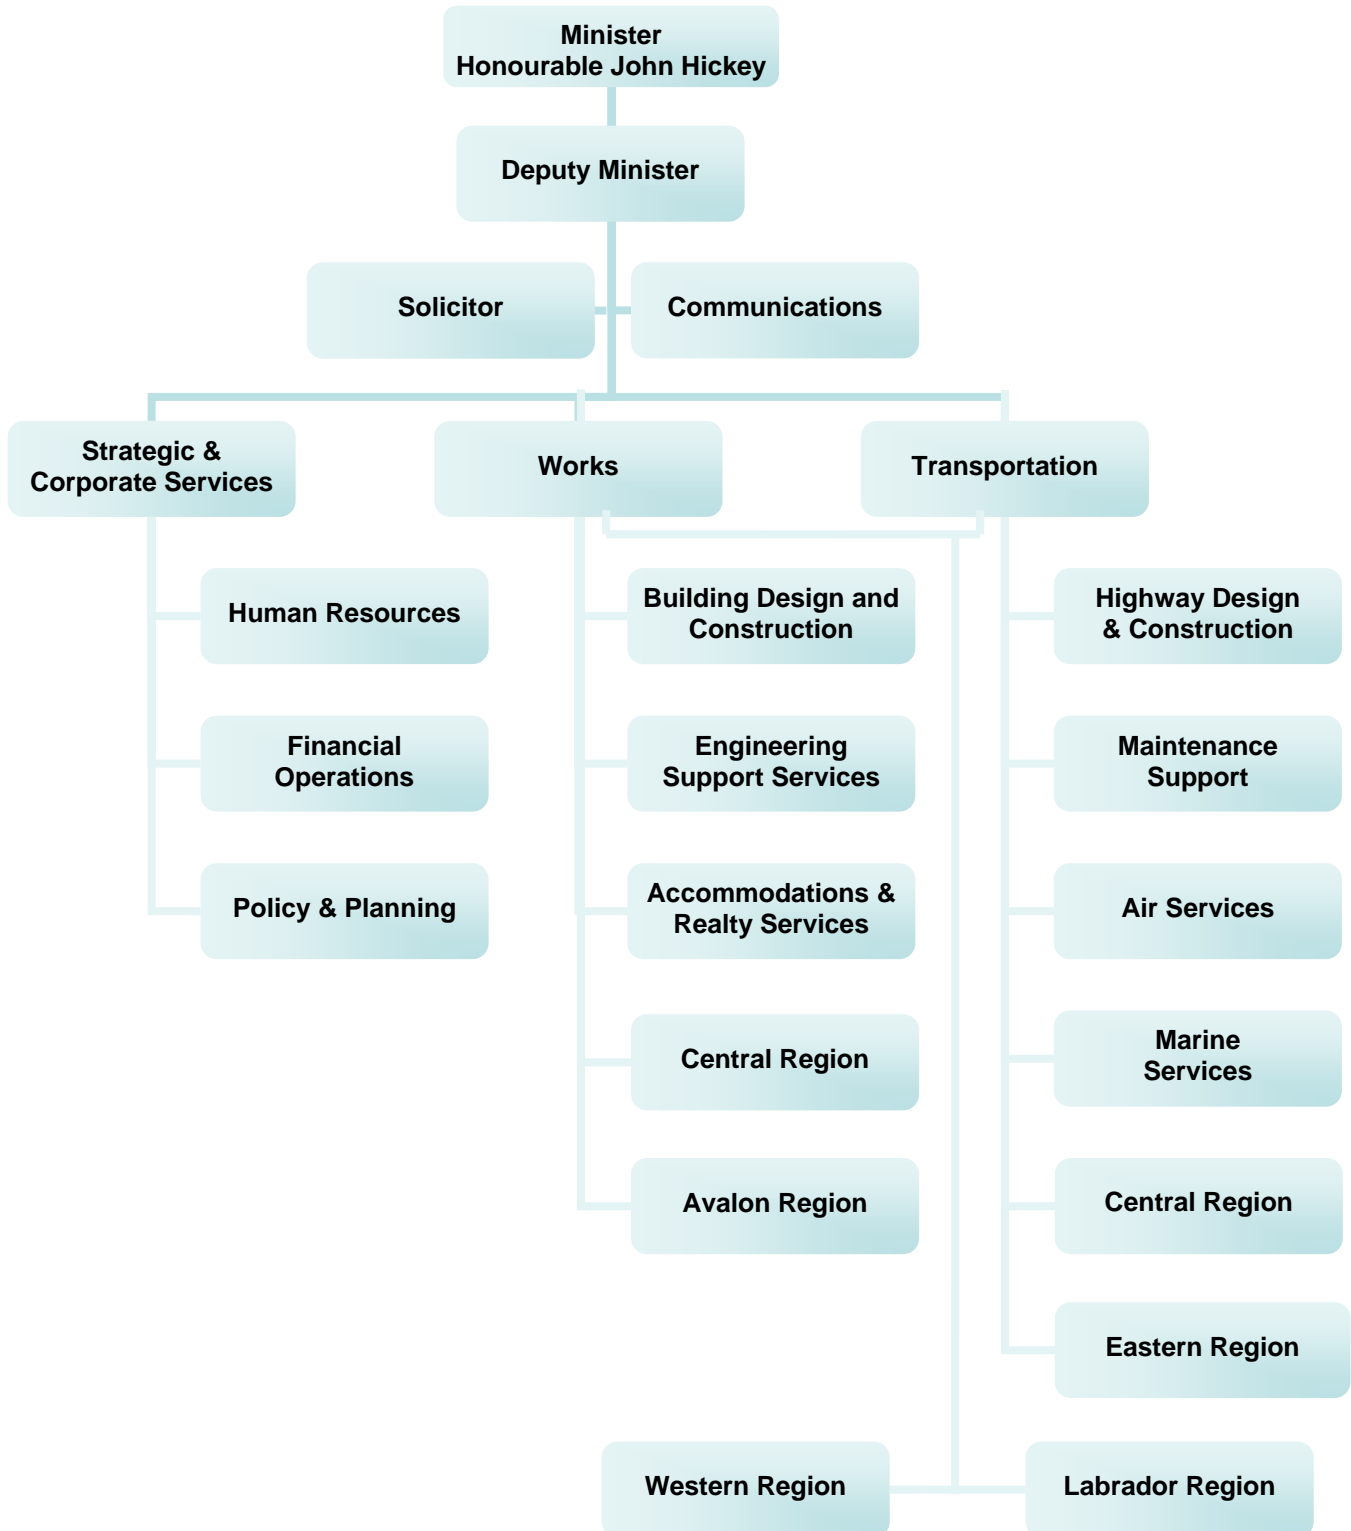 Minister
Honourable John Hickey
Deputy Minister
Solicitor
Communications
Strategic &
Corporate Services
Works
Transportation
Human Resources
Building Design and
Construction
Highway Design
& Construction
Financial
Operations
Engineering
Support Services
Maintenance
Support
Policy & Planning
Accommodations &
Realty Services
Air Services
Central Region
Marine
Services
Avalon Region
Central Region
Eastern Region
Western Region
Labrador Region